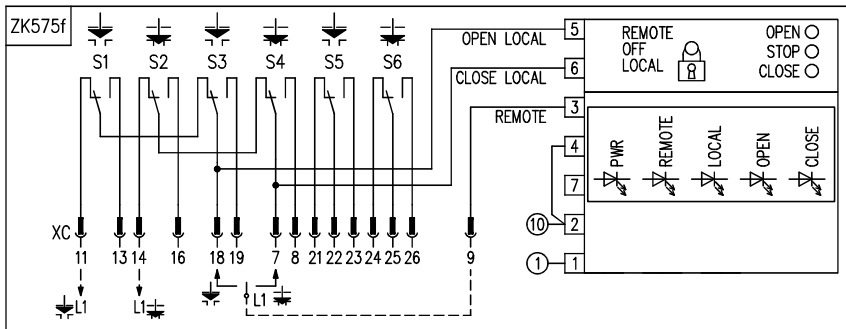 ZK575f
S1 S2 S3 S4 S5 S6
OPEN LOCAL
CLOSE LOCAL
REMOTE
5
6
3
4
7
2
1
10
1
REMOTE
OFF
LOCAL
OPEN
STOP
CLOSE
PWR
REMOTE
LOCAL
OPEN
CLOSE
XC
11 13 14 16 18 19 7 8 21 22 23 24 25 26 9
L1 L1 L1